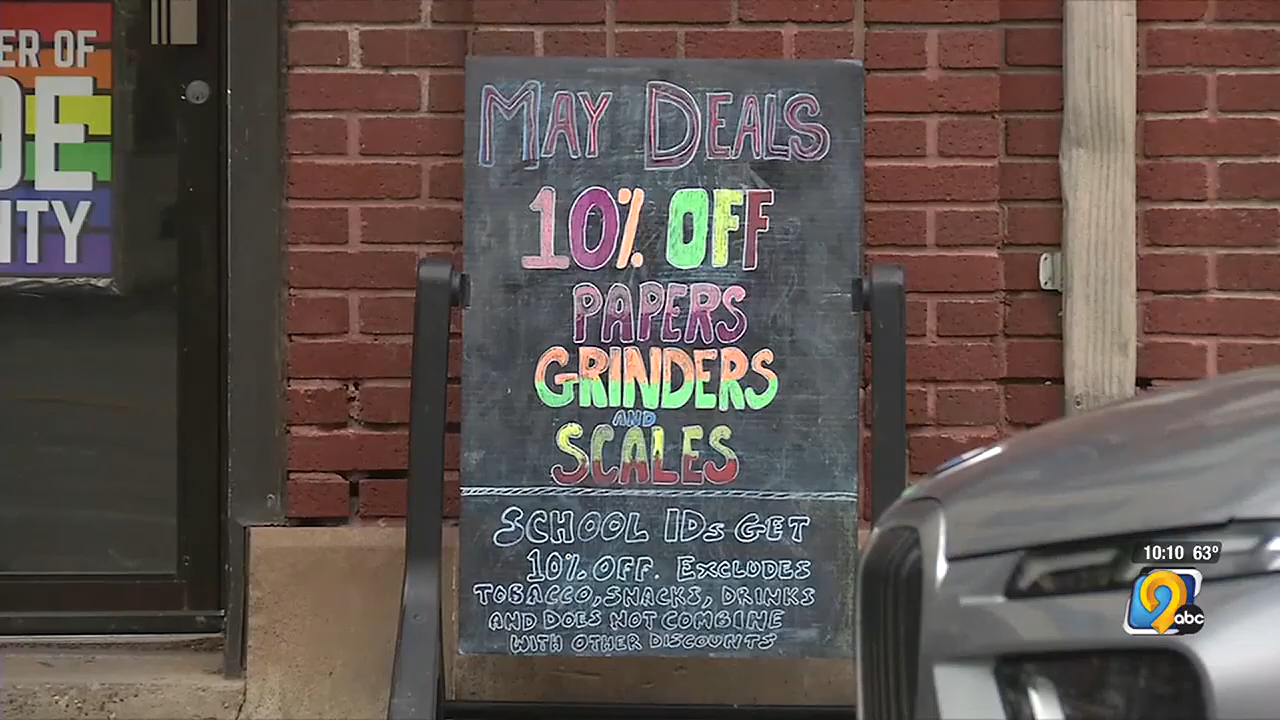 ER OF
DE
ITY
MAY DEALS
10% OFF
PAPERS
GRINDERS
AND
SCALES
SCHOOL IDs GET
10% OFF. EXCLUDES
TOBACCO, SNACKS, DRINKS
AND DOES NOT COMBINE
WITH OTHER DISCOUNTS
10:10 63°
9
abc